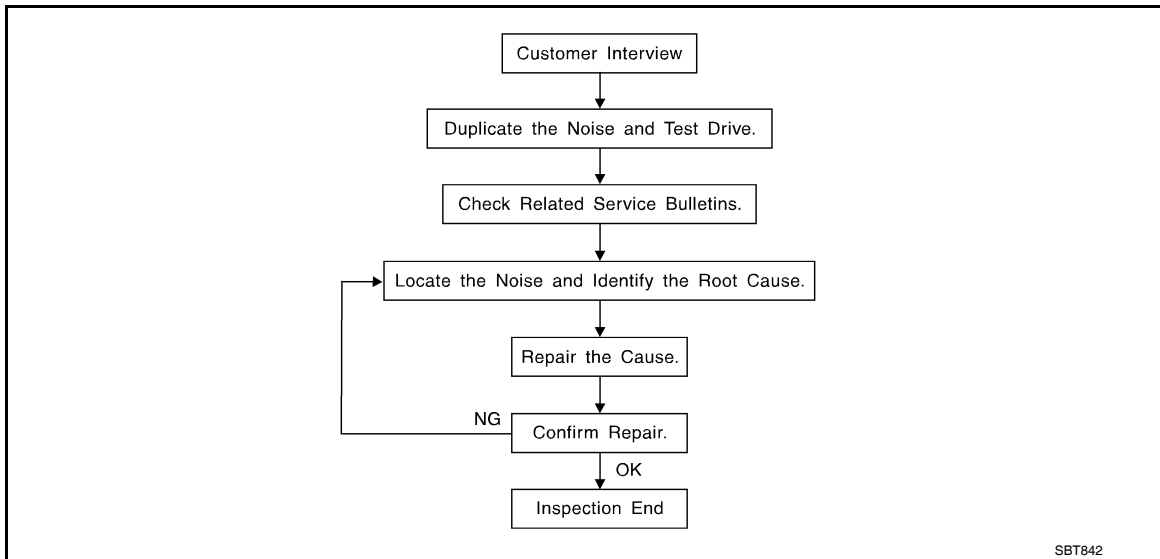 Customer Interview
Duplicate the Noise and Test Drive.
Check Related Service Bulletins.
Locate the Noise and Identify the Root Cause.
Repair the Cause.
NG
Confirm Repair.
OK
Inspection End
SBT842